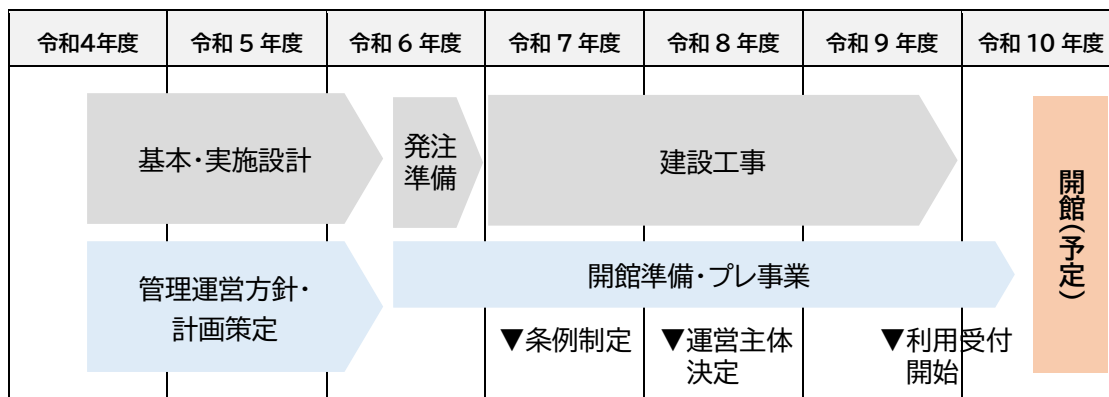 令和4年度 令和5年度 令和6年度 令和7年度 令和8年度 令和9年度 令和10年度
基本・実施設計
発注
準備
建設工事
開館(予定)
管理運営方針・
計画策定
開館準備・プレ事業
▼条例制定
▼運営主体
決定
▼利用受付
開始